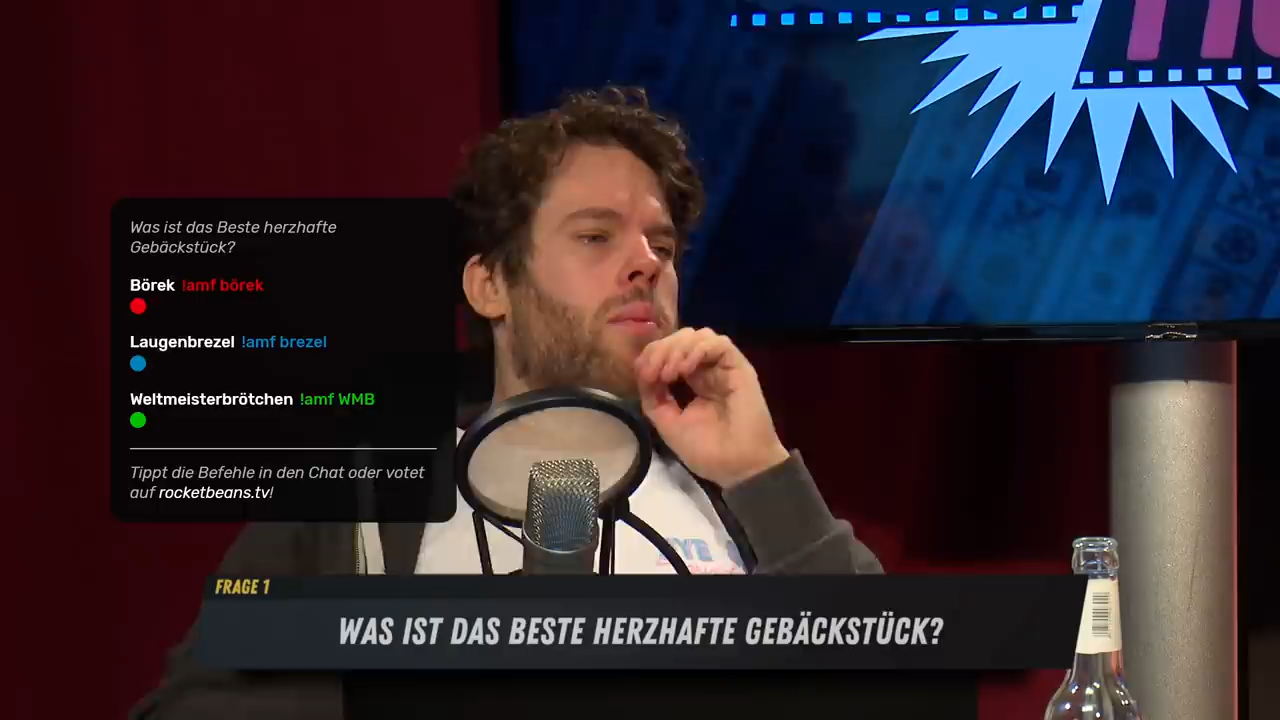 Was ist das Beste herzhafte
Gebäckstück?
Börek !amf börek
Laugenbrezel !amf brezel
Weltmeisterbrötchen !amf WMB
Tippt die Befehle in den Chat oder votet
auf rocketbeans.tv!
FRAGE 1
WAS IST DAS BESTE HERZHAFTE GEBÄCKSTÜCK?